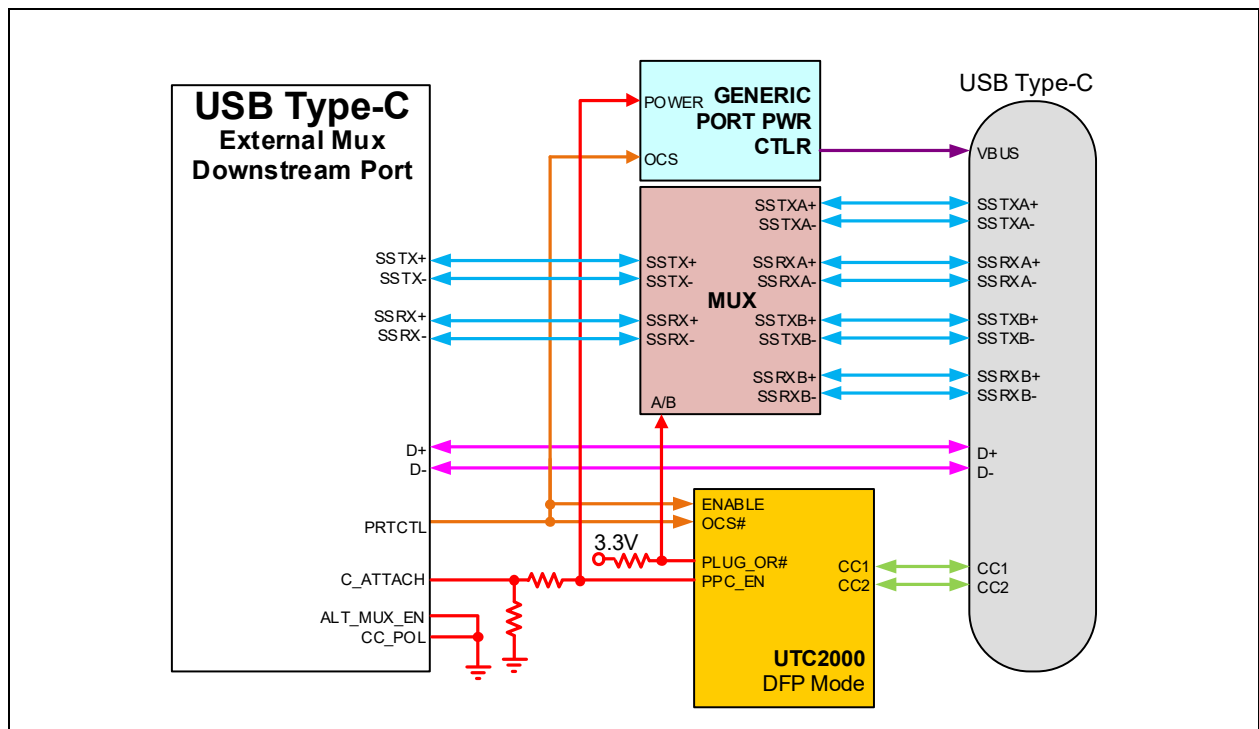 USB Type-C
External Mux
Downstream Port
SSTX+
SSTX-
SSRX+
SSRX-
D+
D-
PRTCTL
C_ATTACH
ALT_MUX_EN
CC_POL
GENERIC
PORT PWR
CTLR
POWER
OCS
SSTX+
SSTX-
SSRX+
SSRX-
MUX
A/B
SSTXA+
SSTXA-
SSRXA+
SSRXA-
SSTXB+
SSTXB-
SSRXB+
SSRXB-
3.3V
ENABLE
OCS#
PLUG_OR#
PPC_EN
CC1
CC2
UTC2000
DFP Mode
USB Type-C
VBUS
SSTXA+
SSTXA-
SSRXA+
SSRXA-
SSTXB+
SSTXB-
SSRXB+
SSRXB-
D+
D-
CC1
CC2